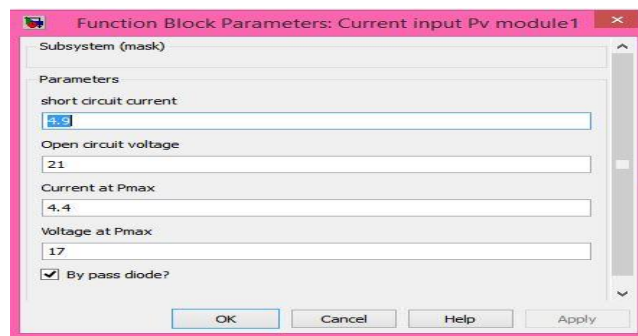 Function Block Parameters: Current input Pv module1
Subsystem (mask)
Parameters
short circuit current
4.9
Open circuit voltage
21
Current at Pmax
4.4
Voltage at Pmax
17
By pass diode?
OK Cancel Help Apply